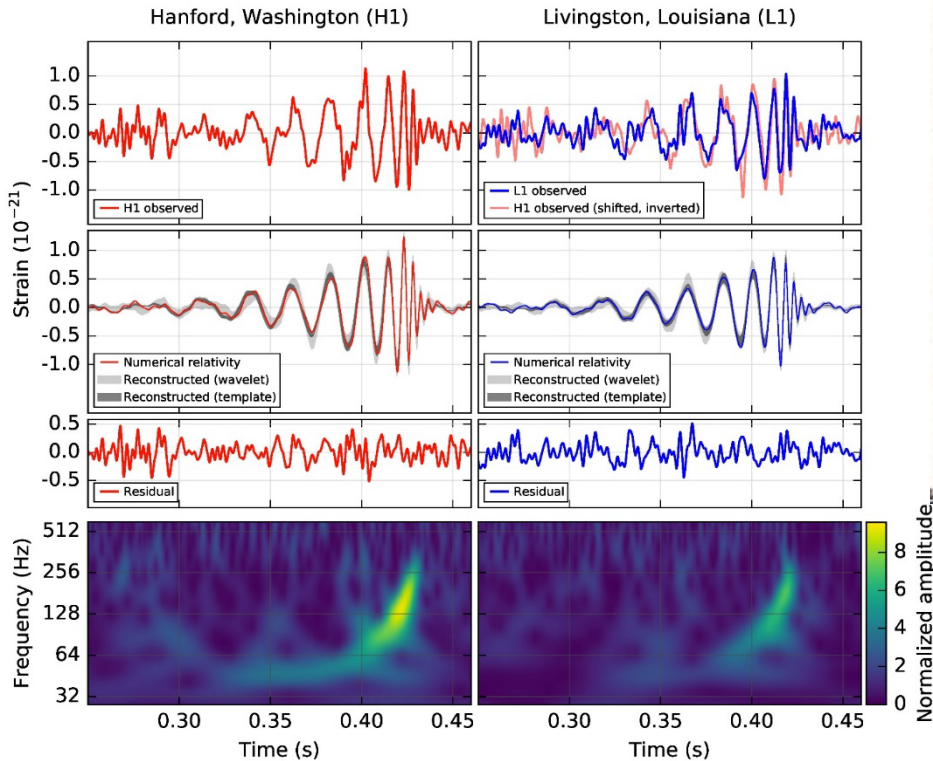 Hanford, Washington (H1)
Livingston, Louisiana (L1)
Strain (10⁻²¹)
1.0
0.5
0.0
-0.5
-1.0
H1 observed
L1 observed
H1 observed (shifted, inverted)
1.0
0.5
0.0
-0.5
-1.0
Numerical relativity
Reconstructed (wavelet)
Reconstructed (template)
Numerical relativity
Reconstructed (wavelet)
Reconstructed (template)
0.5
0.0
-0.5
Residual
Residual
Frequency (Hz)
512
256
128
64
32
Normalized amplitude
8
6
4
2
0
0.30 0.35 0.40 0.45
0.30 0.35 0.40 0.45
Time (s)
Time (s)